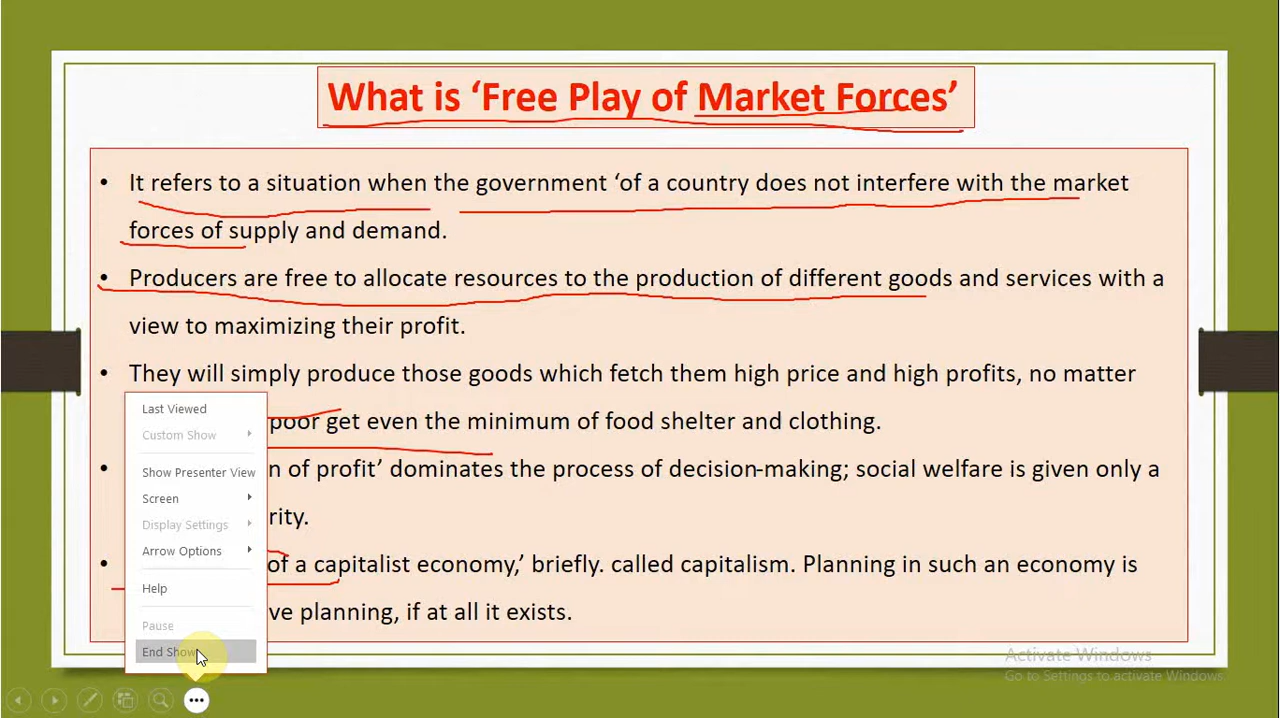 What is ‘Free Play of Market Forces’
• It refers to a situation when the government ‘of a country does not interfere with the market
forces of supply and demand.
• Producers are free to allocate resources to the production of different goods and services with a
view to maximizing their profit.
• They will simply produce those goods which fetch them high price and high profits, no matter
poor get even the minimum of food shelter and clothing.
• n of profit’ dominates the process of decision-making; social welfare is given only a
rity.
• of a capitalist economy,’ briefly. called capitalism. Planning in such an economy is
ve planning, if at all it exists.
Last Viewed
Custom Show
Show Presenter View
Screen
Display Settings
Arrow Options
Help
Pause
End Show
Activate Windows
Go to Settings to activate Windows.